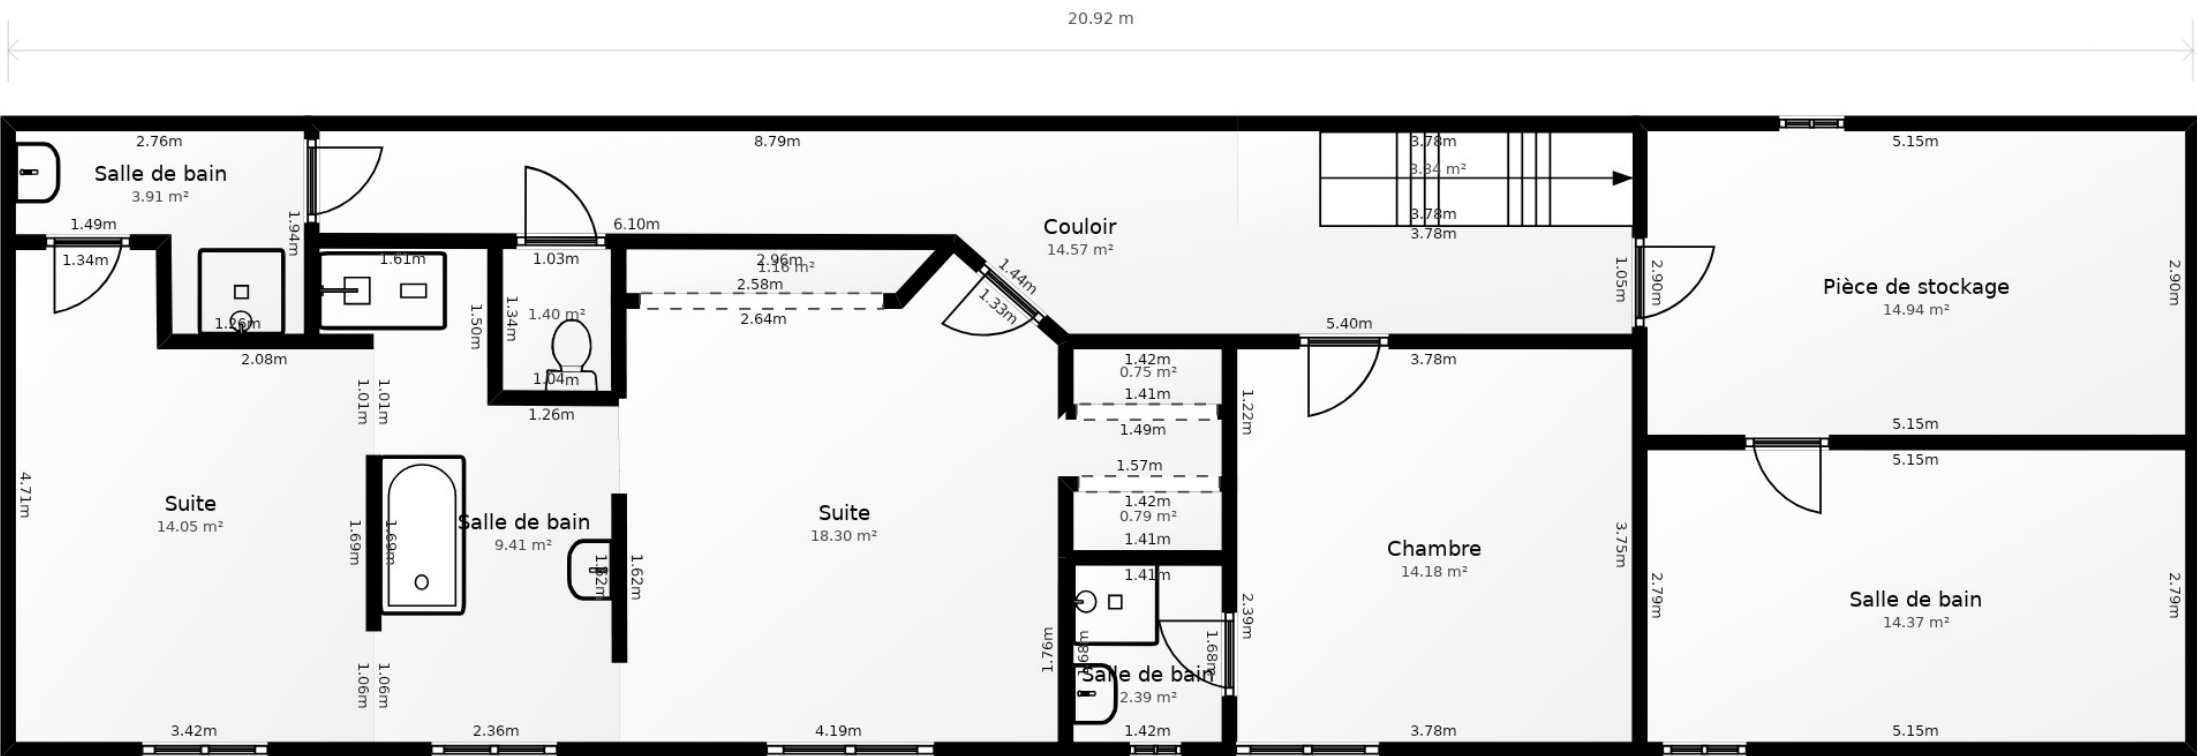 20.92 m
2.76m
8.79m
3.78m
5.15m
Salle de bain
3.91 m²
3.84 m²
1.49m
1.94m
6.10m
Couloir
14.57 m²
3.78m
3.78m
1.34m
1.61m
1.03m
2.96m
1.16 m²
2.58m
2.64m
1.44m
1.33m
1.05m
2.90m
2.90m
Pièce de stockage
14.94 m²
1.26m
2.08m
1.50m
1.34m
1.40 m²
1.04m
1.26m
5.40m
3.78m
1.42m
0.75 m²
1.41m
1.49m
1.57m
1.42m
0.79 m²
1.41m
1.22m
5.15m
5.15m
1.01m
1.01m
4.71m
Suite
14.05 m²
1.69m
1.69m
Salle de bain
9.41 m²
1.62m
1.62m
Suite
18.30 m²
Chambre
14.18 m²
3.75m
2.79m
2.79m
Salle de bain
14.37 m²
1.41m
2.39m
1.76m
1.68m
1.68m
Salle de bain
2.39 m²
1.06m
1.06m
3.42m
2.36m
4.19m
1.42m
3.78m
5.15m